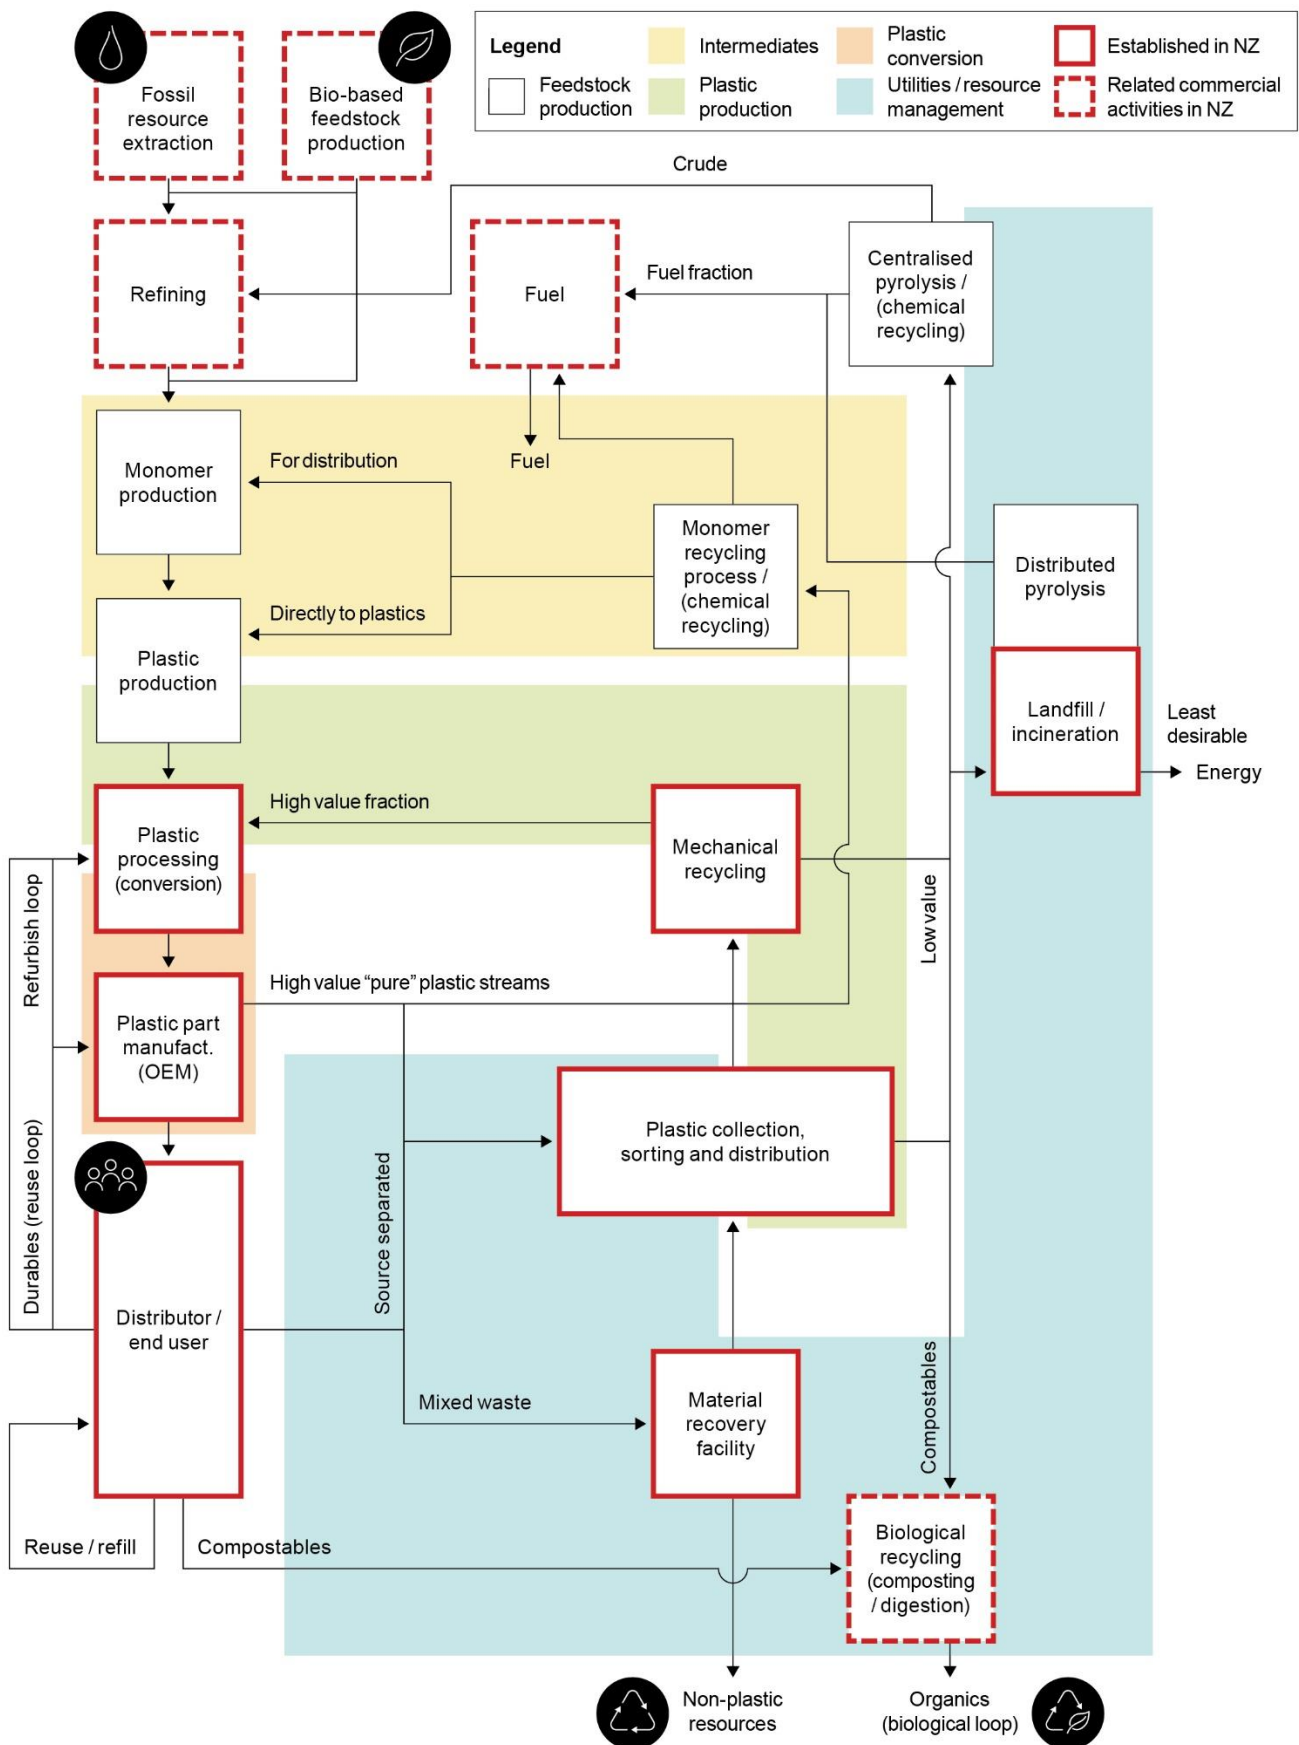 Legend
Feedstock
production
Intermediates
Plastic
production
Plastic
conversion
Utilities / resource
management
Established in NZ
Related commercial
activities in NZ
Fossil
resource
extraction
Bio-based
feedstock
production
Crude
Refining
Fuel
Fuel fraction
Centralised
pyrolysis /
(chemical
recycling)
Monomer
production
For distribution
Fuel
Monomer
recycling
process /
(chemical
recycling)
Distributed
pyrolysis
Directly to plastics
Plastic
production
Landfill /
incineration
Least
desirable
Energy
High value fraction
Plastic
processing
(conversion)
Mechanical
recycling
Refurbish loop
Low value
High value “pure” plastic streams
Plastic part
manufact.
(OEM)
Plastic collection,
sorting and distribution
Durables (reuse loop)
Source separated
Distributor /
end user
Mixed waste
Material
recovery
facility
Compostables
Reuse / refill
Compostables
Biological
recycling
(composting
/ digestion)
Non-plastic
resources
Organics
(biological loop)